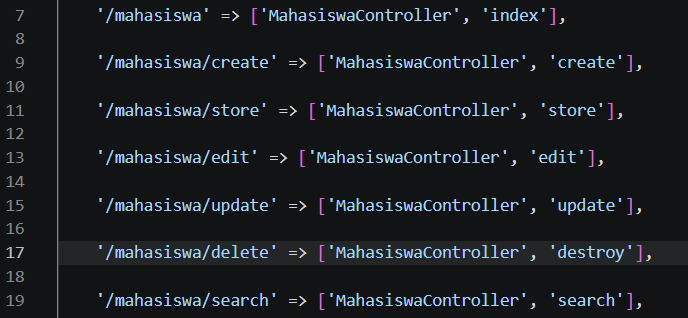 7 '/mahasiswa' => ['MahasiswaController', 'index'],
8
9 '/mahasiswa/create' => ['MahasiswaController', 'create'],
10
11 '/mahasiswa/store' => ['MahasiswaController', 'store'],
12
13 '/mahasiswa/edit' => ['MahasiswaController', 'edit'],
14
15 '/mahasiswa/update' => ['MahasiswaController', 'update'],
16
17 '/mahasiswa/delete' => ['MahasiswaController', 'destroy'],
18
19 '/mahasiswa/search' => ['MahasiswaController', 'search'],